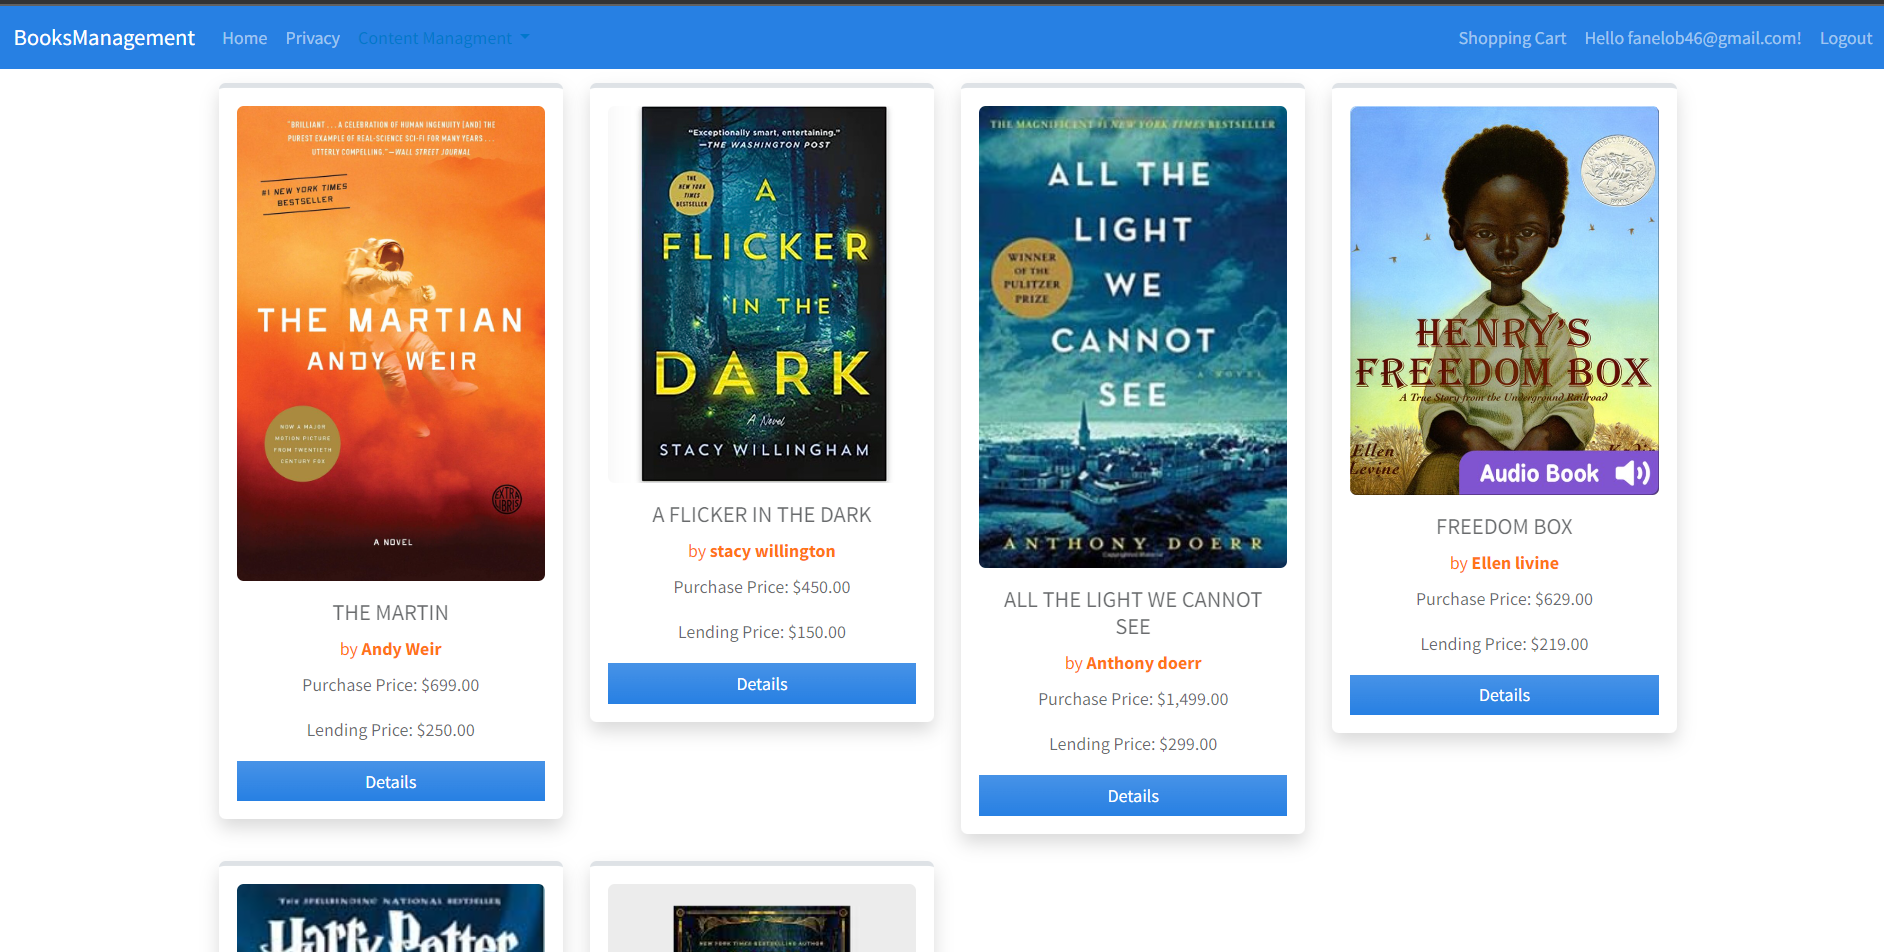 BooksManagement
Home
Privacy
Content Managment
Shopping Cart
Hello fanelob46@gmail.com!
Logout
"BRILLIANT . . . A CELEBRATION OF HUMAN INGENUITY [AND] THE
PUREST EXAMPLE OF REAL-SCIENCE SCI-FI FOR MANY YEARS . . .
UTTERLY COMPELLING."—WALL STREET JOURNAL
#1 NEW YORK TIMES
BESTSELLER
THE MARTIAN
ANDY WEIR
NOW A MAJOR
MOTION PICTURE
FROM TWENTIETH
CENTURY FOX
EXTRA
LIBRIS
A NOVEL
THE MARTIN
by Andy Weir
Purchase Price: $699.00
Lending Price: $250.00
Details
"Exceptionally smart, entertaining."
—THE WASHINGTON POST
THE
NEW YORK
TIMES
BESTSELLER
A
FLICKER
IN THE
DARK
A Novel
STACY WILLINGHAM
A FLICKER IN THE DARK
by stacy willington
Purchase Price: $450.00
Lending Price: $150.00
Details
THE MAGNIFICENT #1 NEW YORK TIMES BESTSELLER
ALL THE
LIGHT
WE
CANNOT
SEE
WINNER
OF THE
PULITZER
PRIZE
A NOVEL
ANTHONY DOERR
Copyrighted Material
ALL THE LIGHT WE CANNOT
SEE
by Anthony doerr
Purchase Price: $1,499.00
Lending Price: $299.00
Details
HENRY'S
FREEDOM BOX
A True Story from the Underground Railroad
Ellen
Levine
Audio Book
FREEDOM BOX
by Ellen livine
Purchase Price: $629.00
Lending Price: $219.00
Details
THE SPELLBINDING NATIONAL BESTSELLER
Harry Potter
NEW YORK TIMES BESTSELLING AUTHOR